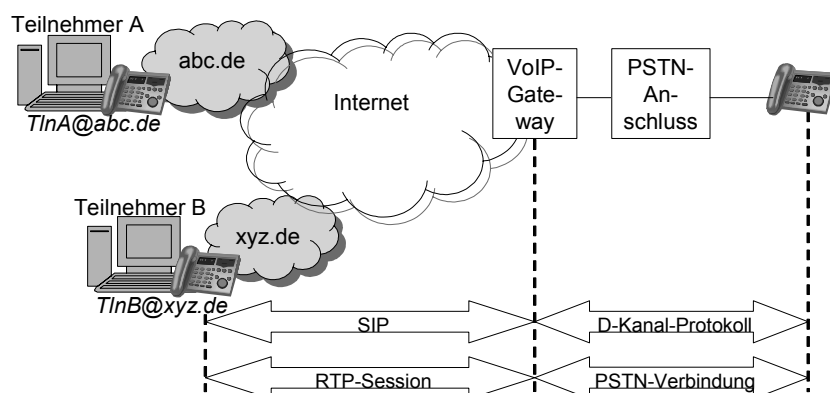 Teilnehmer A
abc.de
TlnA@abc.de
Internet
VoIP-
Gate-
way
PSTN-
An-
schluss
Teilnehmer B
xyz.de
TlnB@xyz.de
SIP
D-Kanal-Protokoll
RTP-Session
PSTN-Verbindung